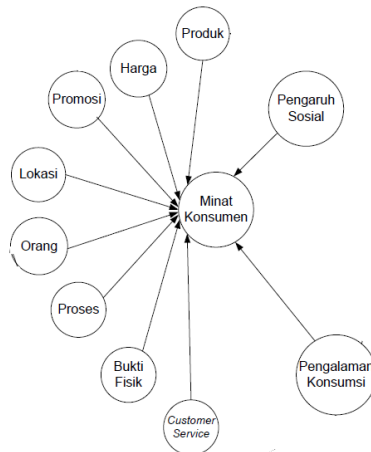 Produk
Harga
Promosi
Pengaruh
Sosial
Lokasi
Minat
Konsumen
Orang
Proses
Bukti
Fisik
Pengalaman
Konsumsi
Customer
Service